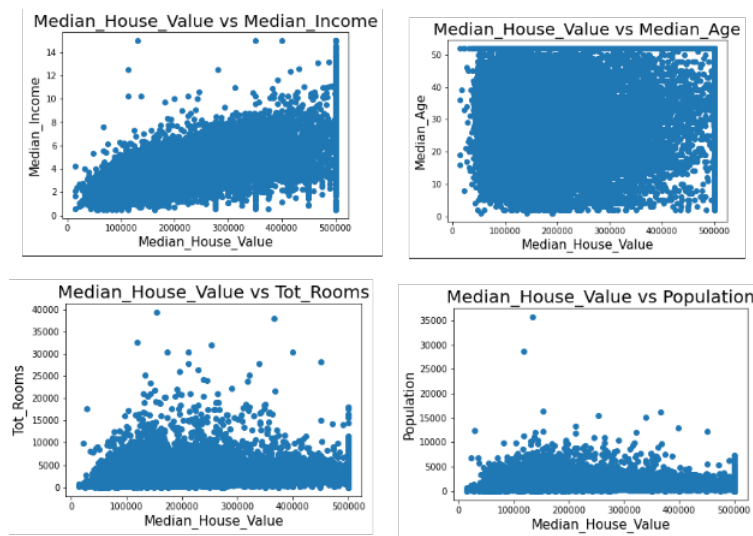 Median_House_Value vs Median_Income
14
12
10
8
6
4
2
0
Median_Income
100000 200000 300000 400000 500000
Median_House_Value
Median_House_Value vs Median_Age
50
40
30
20
10
0
Median_Age
0 100000 200000 300000 400000 500000
Median_House_Value
Median_House_Value vs Tot_Rooms
40000
35000
30000
25000
20000
15000
10000
5000
0
Tot_Rooms
0 100000 200000 300000 400000 500000
Median_House_Value
Median_House_Value vs Population
35000
30000
25000
20000
15000
10000
5000
0
Population
0 100000 200000 300000 400000 500000
Median_House_Value